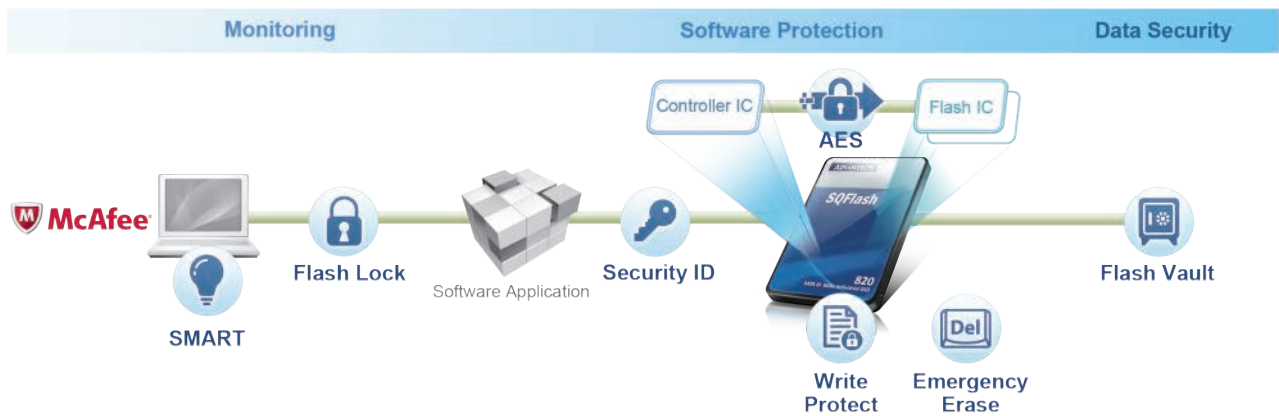 Monitoring
Software Protection
Data Security
Controller IC
Flash IC
AES
ADVANTECH
SQFlash
820
McAfee
Flash Lock
Software Application
Security ID
Flash Vault
SMART
Del
Write
Protect
Emergency
Erase